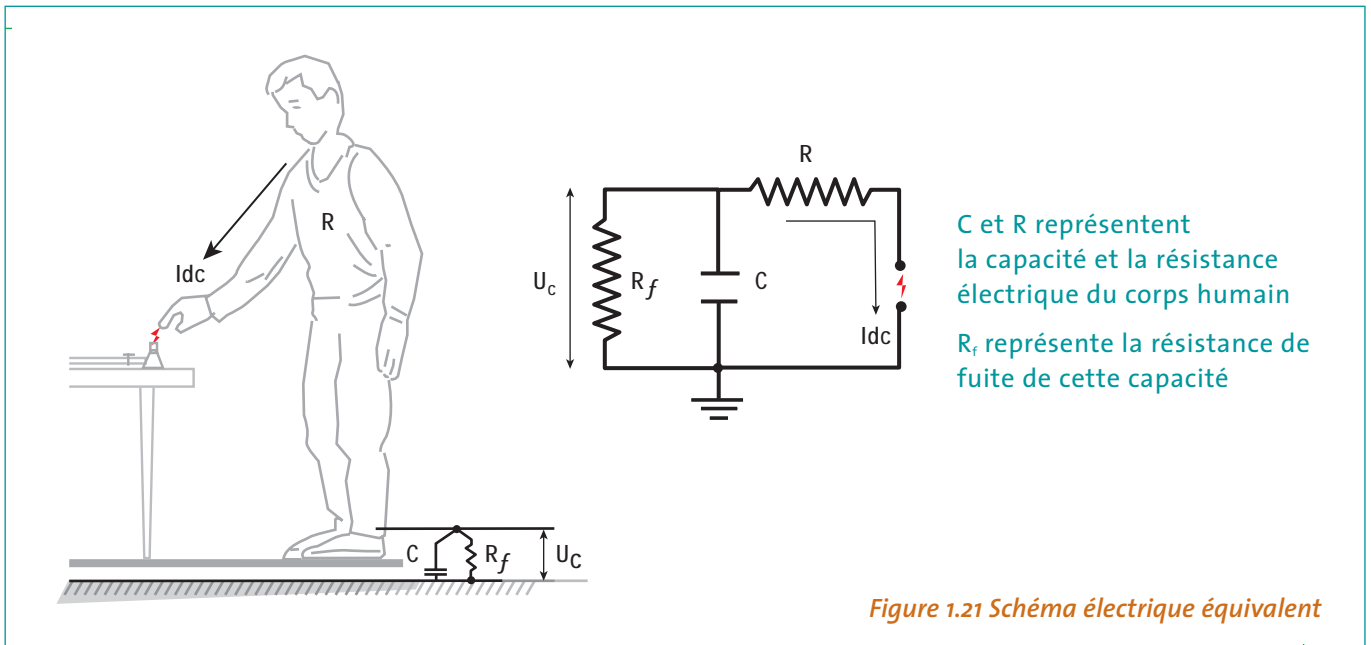 R
Idc
C
Rf
UC
R
Uc
Rf
C
Idc
C et R représentent
la capacité et la résistance
électrique du corps humain
Rf représente la résistance de
fuite de cette capacité
Figure 1.21 Schéma électrique équivalent